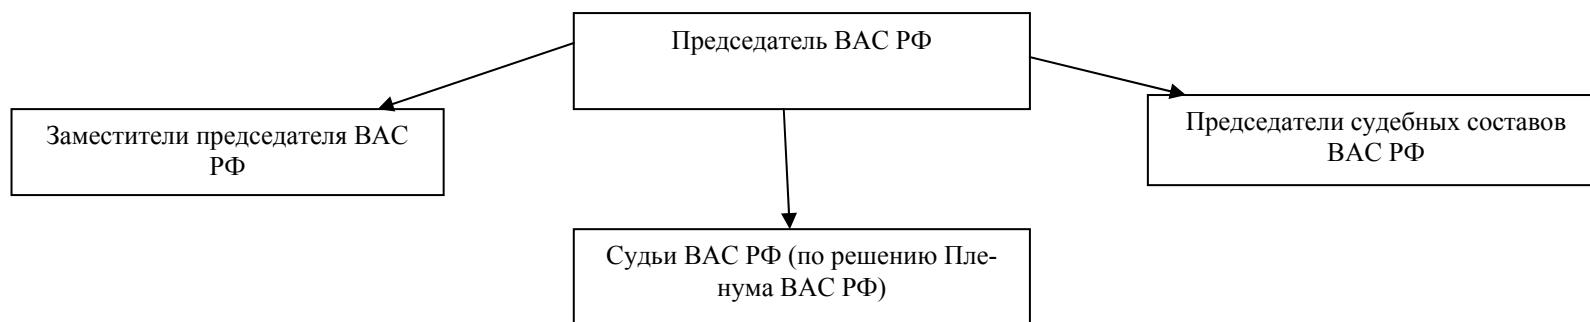 Председатель ВАС РФ
Заместители председателя ВАС
РФ
Председатели судебных составов
ВАС РФ
Судьи ВАС РФ (по решению Пле-
нума ВАС РФ)